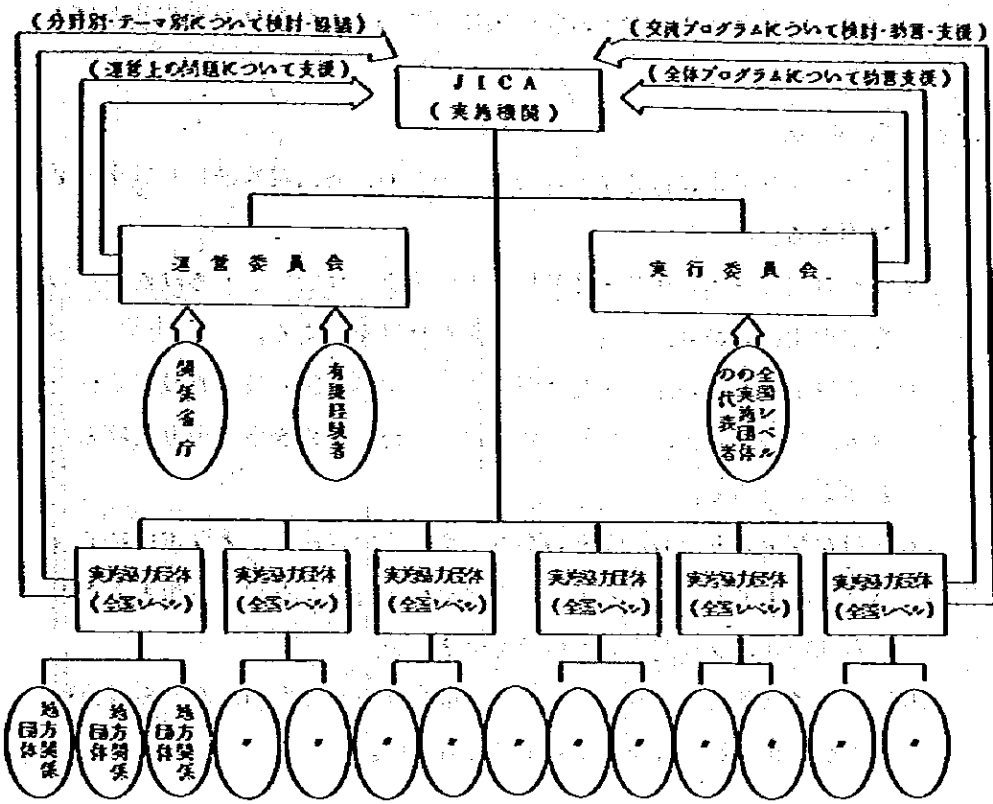 (分野別・テーマ別について検討・協議)
(交流プログラムについて検討・助言・支援)
(運営上の問題について支援)
(全体プログラムについて助言支援)
JICA
(実施機関)
運営委員会
実行委員会
関係省庁
有識経験者
全国レベル
の実施団体
の代表者
実施協力団体
(全国レベル)
実施協力団体
(全国レベル)
実施協力団体
(全国レベル)
実施協力団体
(全国レベル)
実施協力団体
(全国レベル)
実施協力団体
(全国レベル)
地方関係
団体
地方関係
団体
地方関係
団体